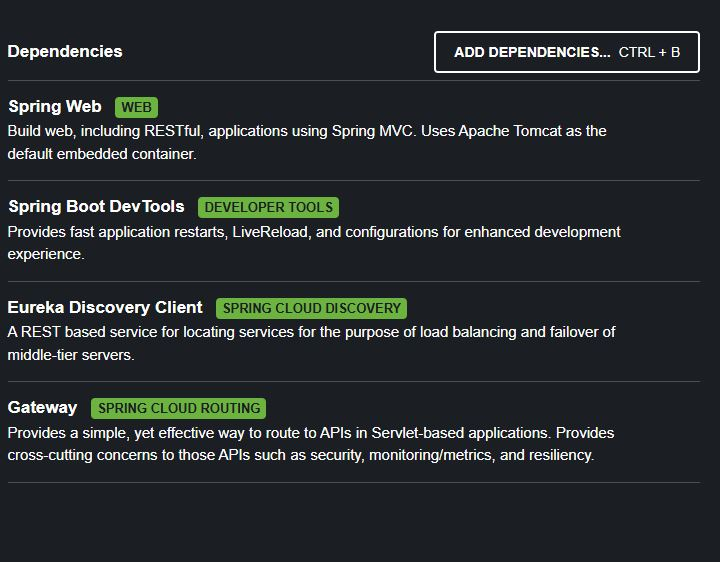 Dependencies
ADD DEPENDENCIES... CTRL + B
Spring Web WEB
Build web, including RESTful, applications using Spring MVC. Uses Apache Tomcat as the
default embedded container.
Spring Boot DevTools DEVELOPER TOOLS
Provides fast application restarts, LiveReload, and configurations for enhanced development
experience.
Eureka Discovery Client SPRING CLOUD DISCOVERY
A REST based service for locating services for the purpose of load balancing and failover of
middle-tier servers.
Gateway SPRING CLOUD ROUTING
Provides a simple, yet effective way to route to APIs in Servlet-based applications. Provides
cross-cutting concerns to those APIs such as security, monitoring/metrics, and resiliency.